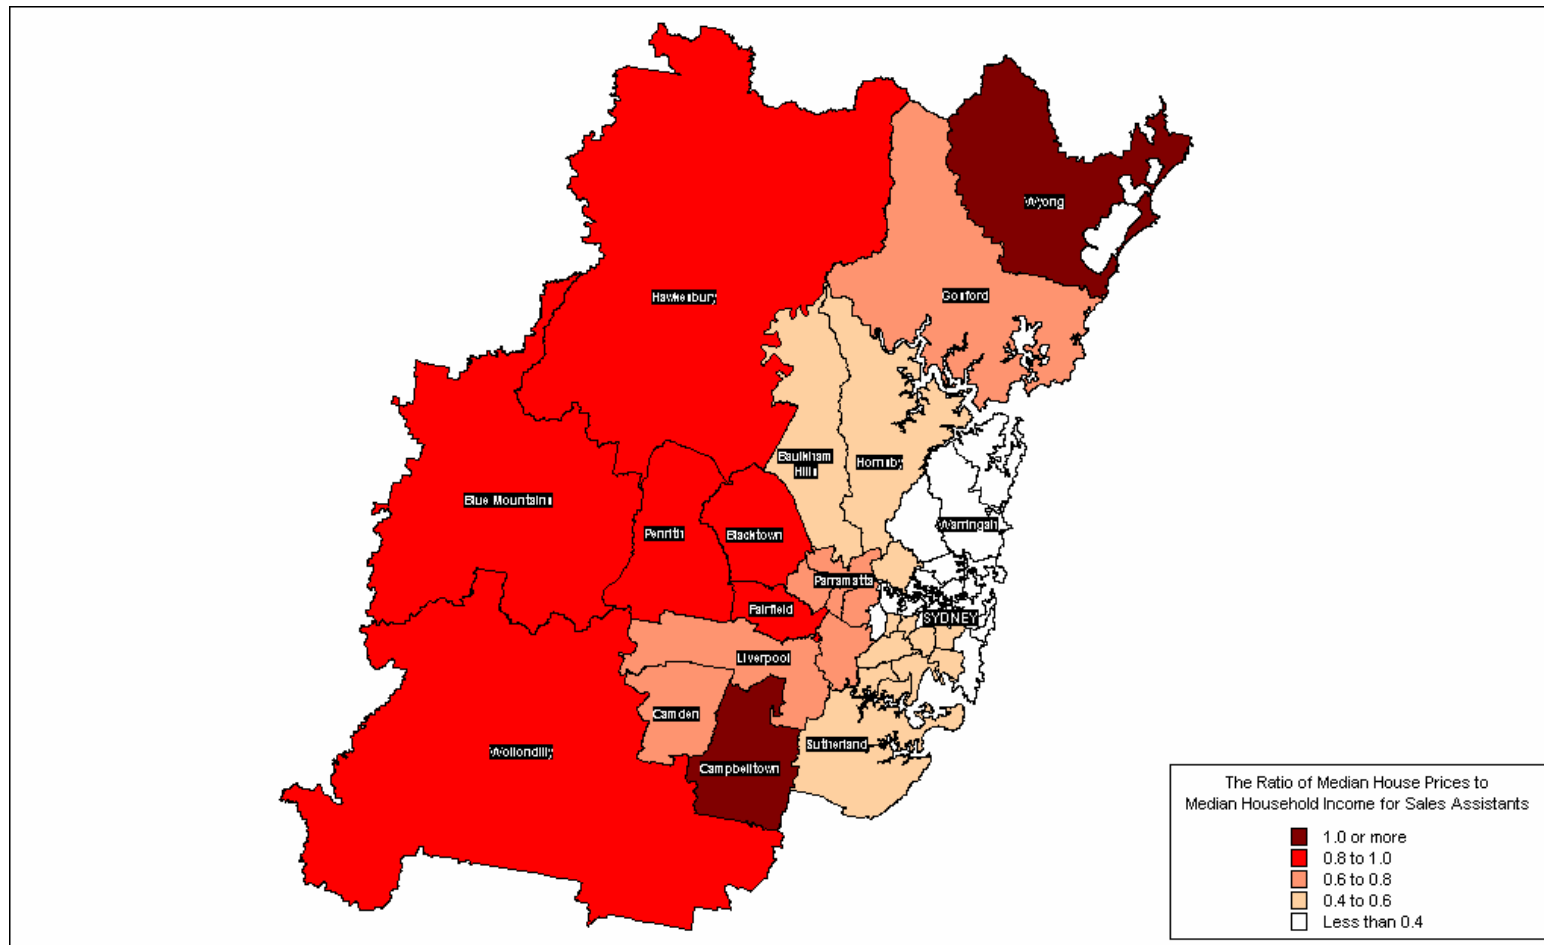 Wyong
Hawkesbury
Gosford
Baulkham
Hills
Hornsby
Blue Mountains
Warringah
Penrith
Blacktown
Parramatta
Fairfield
SYDNEY
Liverpool
Camden
Sutherland
Wollondilly
Campbelltown
The Ratio of Median House Prices to
Median Household Income for Sales Assistants
1.0 or more
0.8 to 1.0
0.6 to 0.8
0.4 to 0.6
Less than 0.4